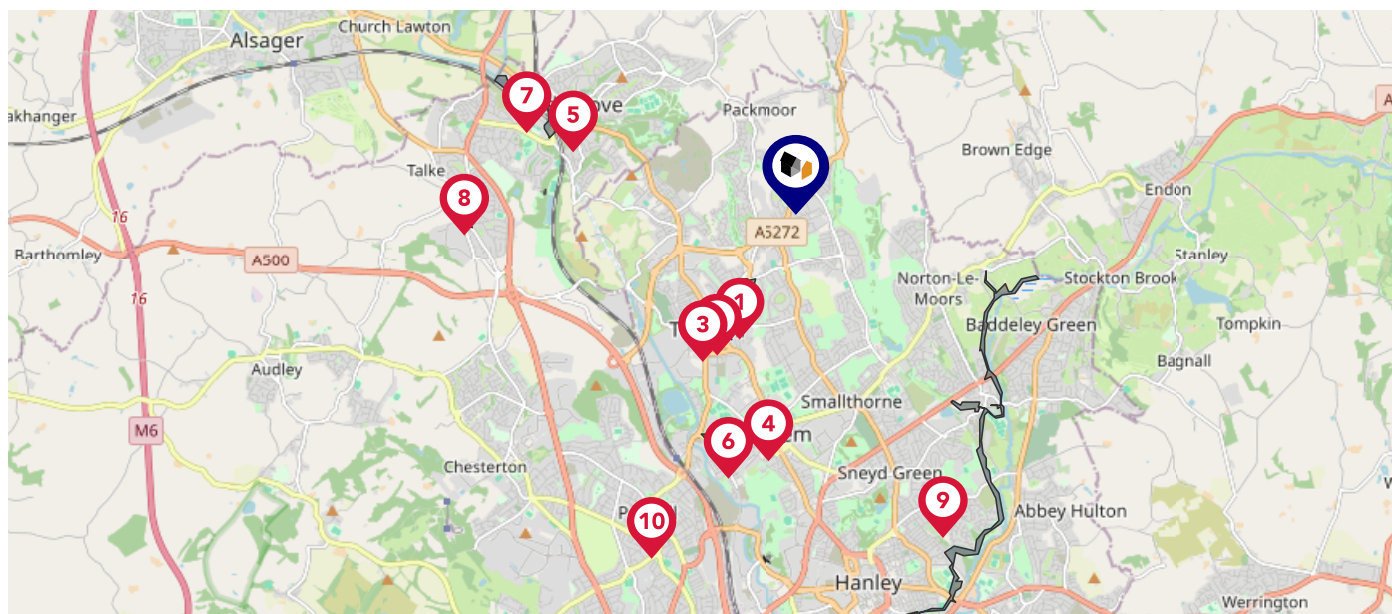 Church Lawton
Alsager
Packmoor
akhanger
7
5
ove
Brown Edge
Talke
8
Endon
16
A5272
Barthomley
A500
Stanley
Norton-Le-
Moors
Stockton Brook
16
1
3
T
Baddeley Green
Tompkin
Bagnall
Audley
Smallthorne
M6
4
em
6
Chesterton
Sneyd Green
9
Abbey Hulton
P
10
Hanley
Werrington
A
W